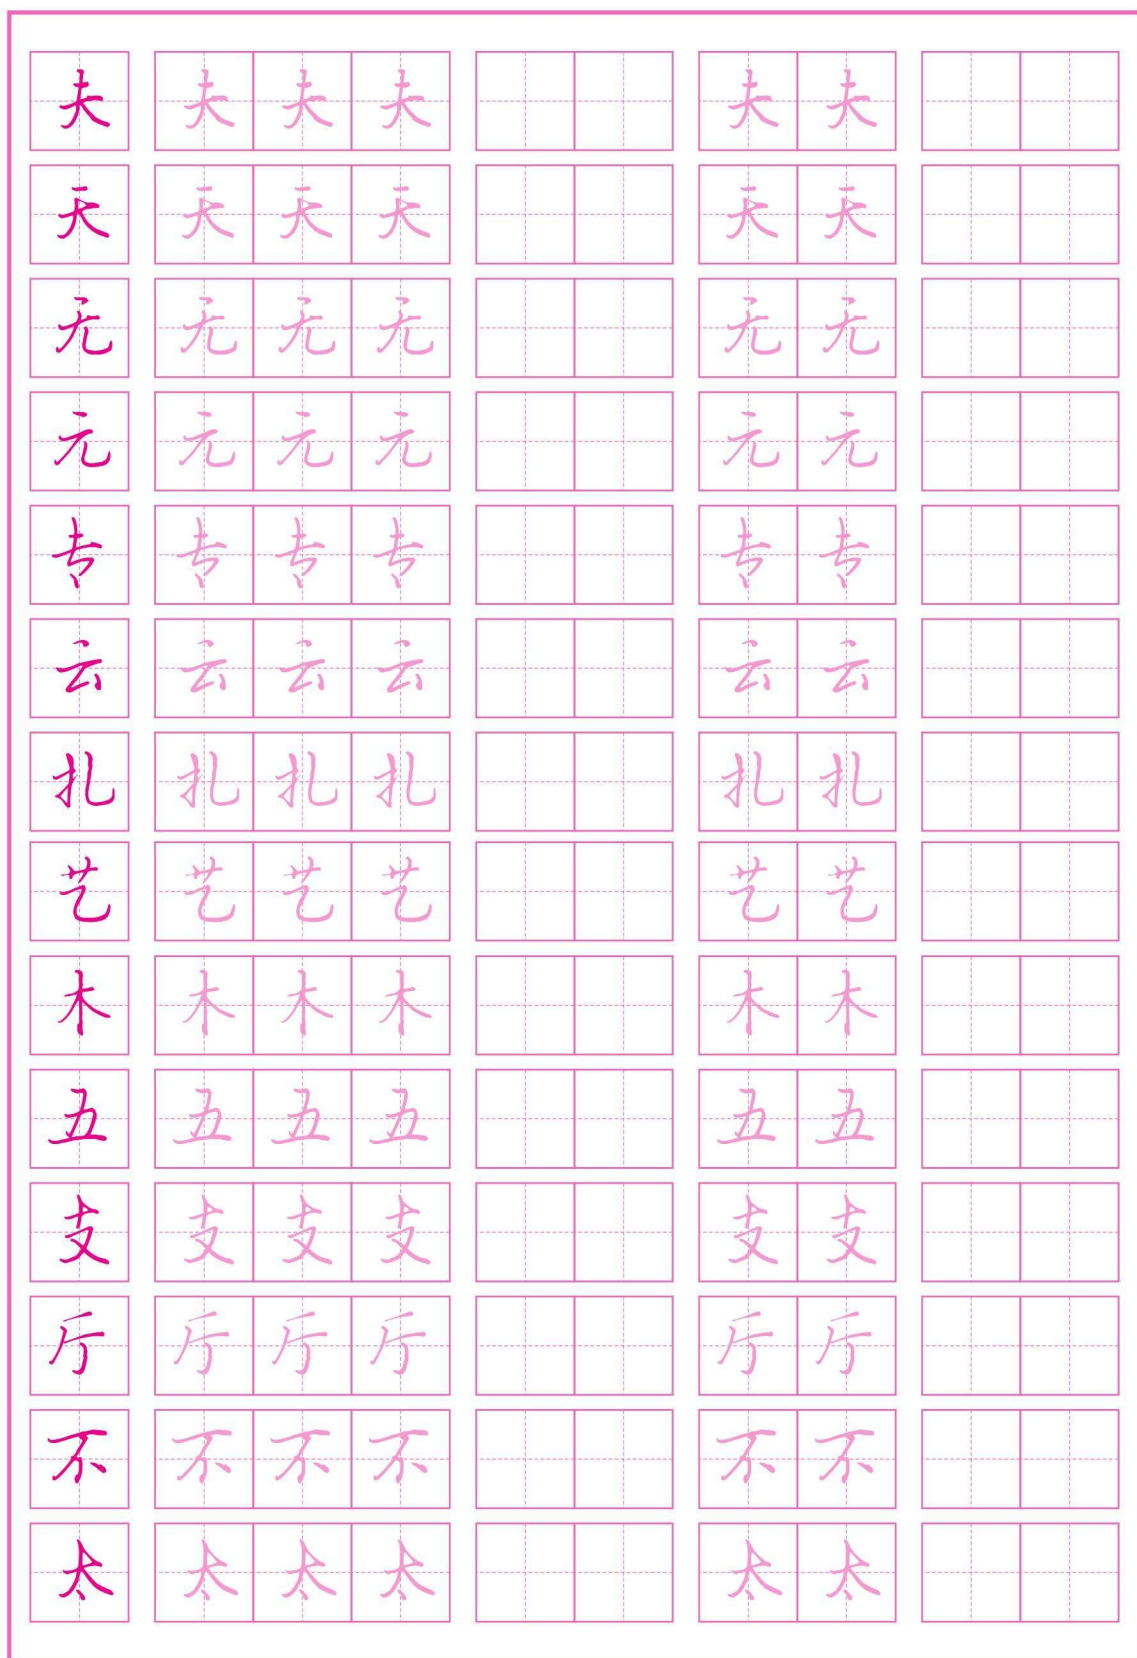 夫 夫 夫 夫 夫 夫
天 天 天 天 天 天
无 无 无 无 无 无
元 元 元 元 元 元
专 专 专 专 专 专
云 云 云 云 云 云
扎 扎 扎 扎 扎 扎
艺 艺 艺 艺 艺 艺
木 木 木 木 木 木
五 五 五 五 五 五
支 支 支 支 支 支
厅 厅 厅 厅 厅 厅
不 不 不 不 不 不
太 太 太 太 太 太